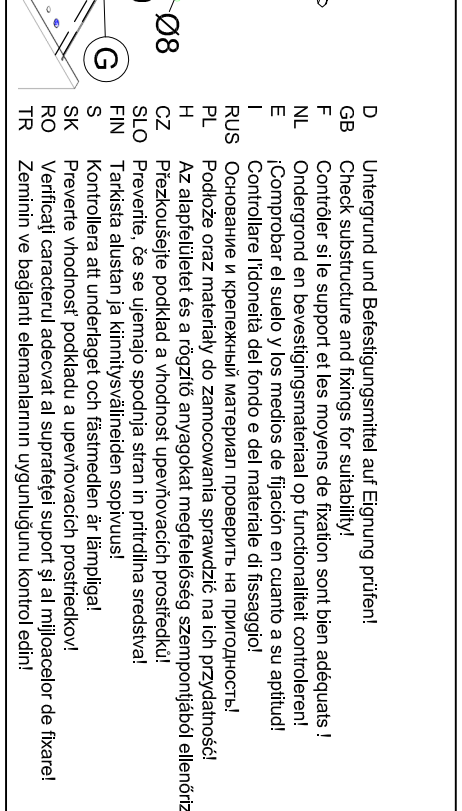 D Untergrund und Befestigungsmittel auf Eignung prüfen!
GB Check substructure and fixings for suitability!
F Contrôler si le support et les moyens de fixation sont bien adéquats !
NL Ondergrond en bevestigingsmateriaal op functionaliteit controleren!
E ¡Comprobar el suelo y los medios de fijación en cuanto a su aptitud!
I Controllare l'idoneità del fondo e del materiale di fissaggio!
RUS Основание и крепежный материал проверить на пригодность!
PL Podłoże oraz materiały do zamocowania sprawdzić na ich przydatność!
H Az alapfelületet és a rögzítő anyagokat megfelelőség szempontjából ellenőriz
CZ Přezkoušejte podklad a vhodnost upevňovacích prostředků!
SLO Preverite, če se ujemajo spodnja stran in pritrdilna sredstva!
FIN Tarkista alustan ja kiinnitysvälineiden sopivuus!
S Kontrollera att underlaget och fästmedlen är lämpliga!
SK Preverte vhodnosť podkladu a upevňovacích prostriedkov!
RO Verificaţi caracterul adecvat al suprafeţei suport şi al mijloacelor de fixare!
TR Zeminin ve bağlantı elemanlarının uygunluğunu kontrol edin!
Ø8
G